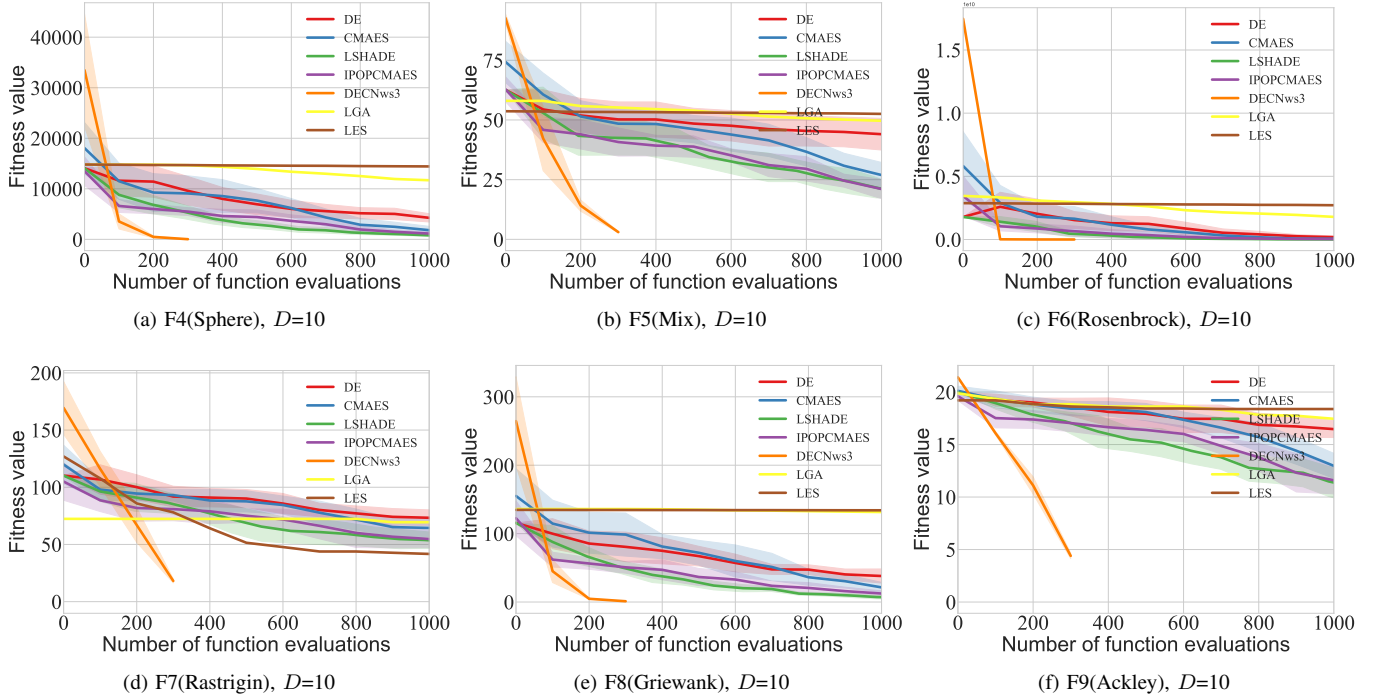 Fitness value
40000
30000
20000
10000
0
DE
CMAES
LSHADE
IPOPCMAES
DECNws3
LGA
LES
0 200 400 600 800 1000
Number of function evaluations
(a) F4(Sphere), D=10
Fitness value
75
50
25
0
DE
CMAES
LSHADE
IPOPCMAES
DECNws3
LGA
LES
0 200 400 600 800 1000
Number of function evaluations
(b) F5(Mix), D=10
Fitness value
1e10
1.5
1.0
0.5
0.0
DE
CMAES
LSHADE
IPOPCMAES
DECNws3
LGA
LES
0 200 400 600 800 1000
Number of function evaluations
(c) F6(Rosenbrock), D=10
Fitness value
200
150
100
50
0
DE
CMAES
LSHADE
IPOPCMAES
DECNws3
LGA
LES
0 200 400 600 800 1000
Number of function evaluations
(d) F7(Rastrigin), D=10
Fitness value
300
200
100
0
DE
CMAES
LSHADE
IPOPCMAES
DECNws3
LGA
LES
0 200 400 600 800 1000
Number of function evaluations
(e) F8(Griewank), D=10
Fitness value
20
15
10
5
0
DE
CMAES
LSHADE
IPOPCMAES
DECNws3
LGA
LES
0 200 400 600 800 1000
Number of function evaluations
(f) F9(Ackley), D=10